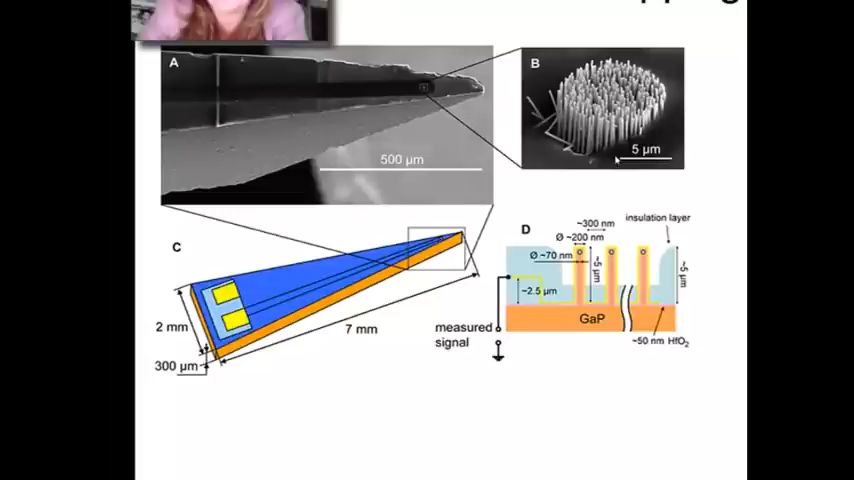 A
B
500 µm
5 µm
C
2 mm
300 µm
7 mm
D
insulation layer
~300 nm
Ø ~200 nm
Ø ~70 nm
~5 µm
~5 µm
~2.5 µm
measured
signal
GaP
~50 nm HfO₂